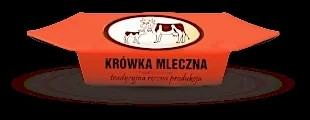 KRÓWKA MLECZNA
tradycyjna ręczna produkcja